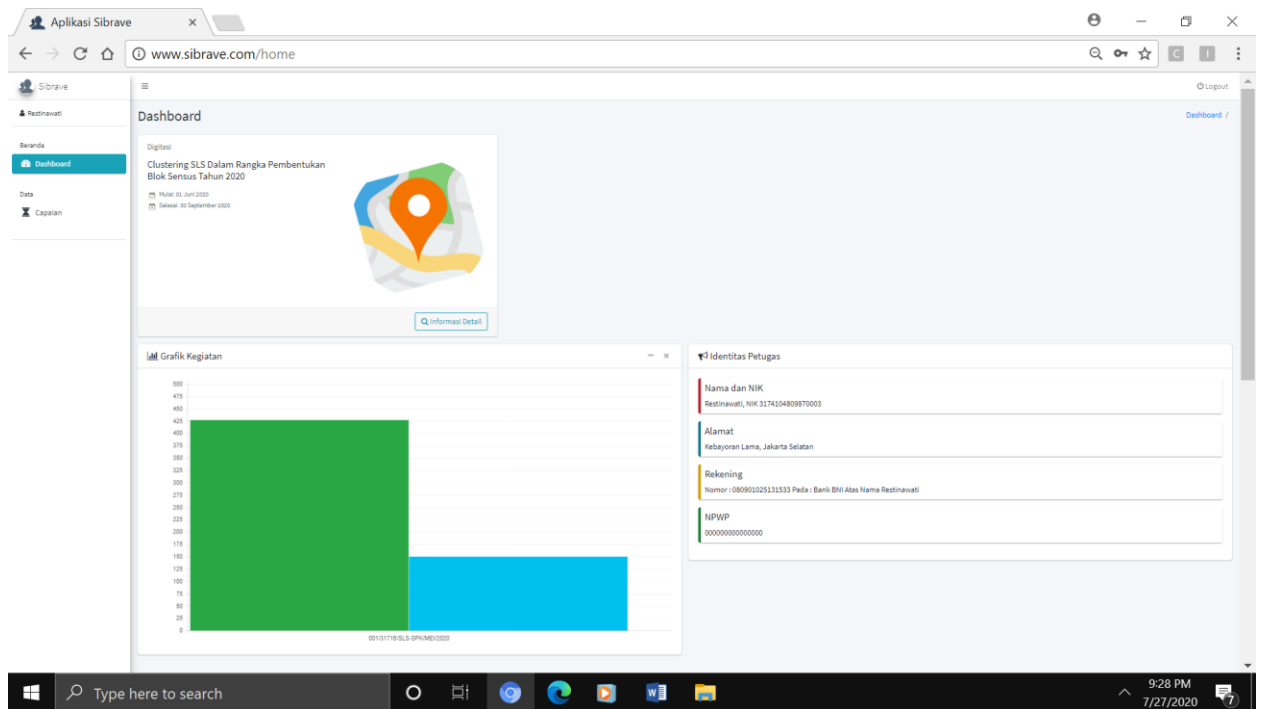 Aplikasi Sibrave
www.sibrave.com/home
C
I
Sibrave
Logout
Restinawati
Dashboard
Dashboard /
Beranda
Dashboard
Data
Capaian
Digitasi
Clustering SLS Dalam Rangka Pembentukan
Blok Sensus Tahun 2020
Mulai: 01 Juni 2020
Selesai: 30 September 2020
Informasi Detail
Grafik Kegiatan
500
475
450
425
400
375
350
325
300
275
250
225
200
175
150
125
100
75
50
25
0
001/31716/SLS-SPK/MEI/2020
Identitas Petugas
Nama dan NIK
Restinawati, NIK 3174104809870003
Alamat
Kebayoran Lama, Jakarta Selatan
Rekening
Nomor : 080901025131533 Pada : Bank BNI Atas Nama Restinawati
NPWP
000000000000000
Type here to search
9:28 PM
7/27/2020
7